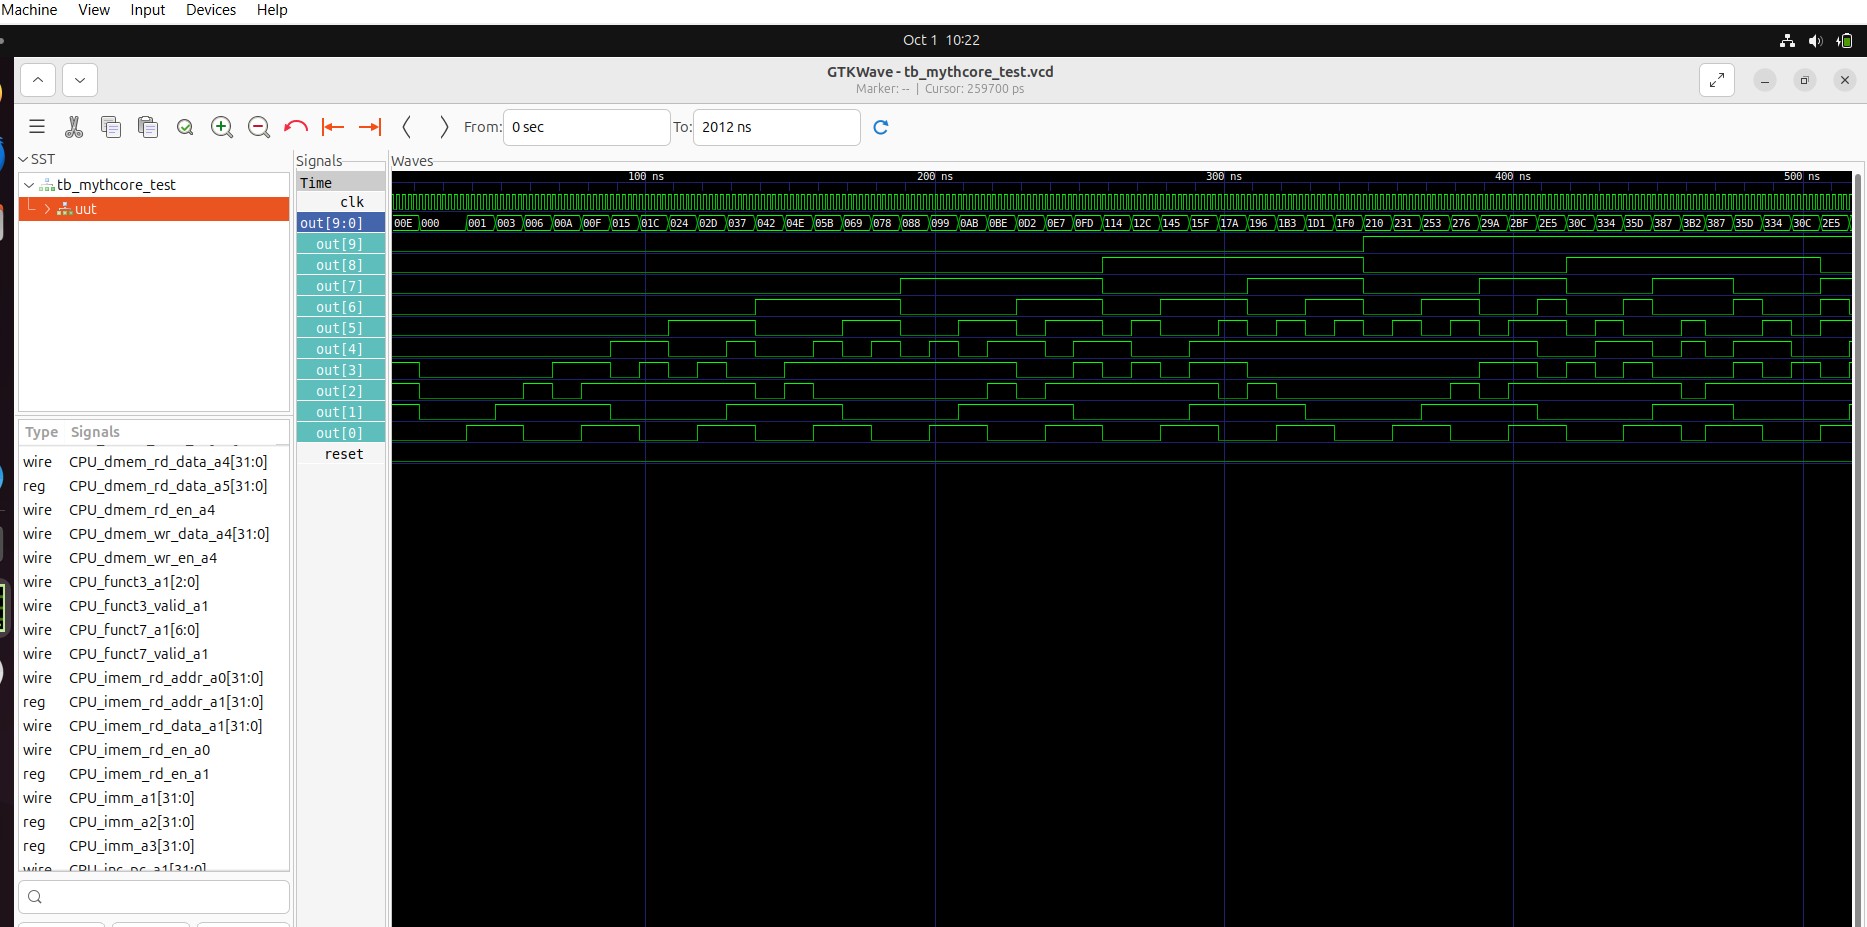 Machine View Input Devices Help
Oct 1 10:22
GTKWave - tb_mythcore_test.vcd
Marker: -- | Cursor: 259700 ps
From: 0 sec To: 2012 ns
SST
tb_mythcore_test
uut
Type Signals
wire CPU_dmem_rd_data_a4[31:0]
reg CPU_dmem_rd_data_a5[31:0]
wire CPU_dmem_rd_en_a4
wire CPU_dmem_wr_data_a4[31:0]
wire CPU_dmem_wr_en_a4
wire CPU_funct3_a1[2:0]
wire CPU_funct3_valid_a1
wire CPU_funct7_a1[6:0]
wire CPU_funct7_valid_a1
wire CPU_imem_rd_addr_a0[31:0]
reg CPU_imem_rd_addr_a1[31:0]
wire CPU_imem_rd_data_a1[31:0]
wire CPU_imem_rd_en_a0
reg CPU_imem_rd_en_a1
wire CPU_imm_a1[31:0]
reg CPU_imm_a2[31:0]
reg CPU_imm_a3[31:0]
wire CPU_inc_pc_a1[31:0]
Signals
Time
clk
out[9:0]
out[9]
out[8]
out[7]
out[6]
out[5]
out[4]
out[3]
out[2]
out[1]
out[0]
reset
Waves
100 ns 200 ns 300 ns 400 ns 500 ns
00E 000 001 003 006 00A 00F 015 01C 024 02D 037 042 04E 05B 069 078 088 099 0AB 0BE 0D2 0E7 0FD 114 12C 145 15F 17A 196 1B3 1D1 1F0 210 231 253 276 29A 2BF 2E5 30C 334 35D 387 3B2 387 35D 334 30C 2E5